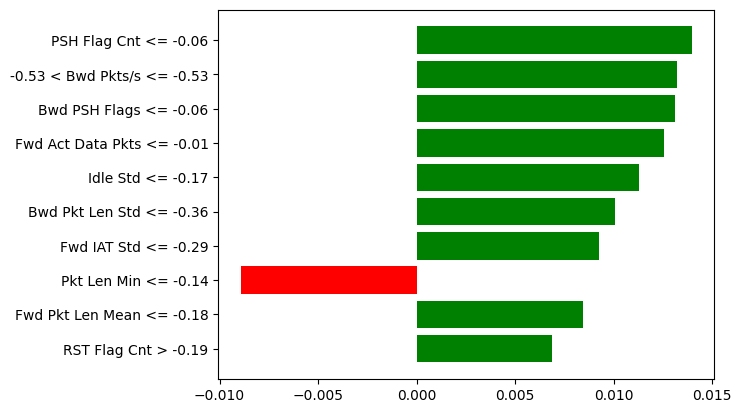 PSH Flag Cnt <= -0.06
-0.53 < Bwd Pkts/s <= -0.53
Bwd PSH Flags <= -0.06
Fwd Act Data Pkts <= -0.01
Idle Std <= -0.17
Bwd Pkt Len Std <= -0.36
Fwd IAT Std <= -0.29
Pkt Len Min <= -0.14
Fwd Pkt Len Mean <= -0.18
RST Flag Cnt > -0.19
−0.010 −0.005 0.000 0.005 0.010 0.015